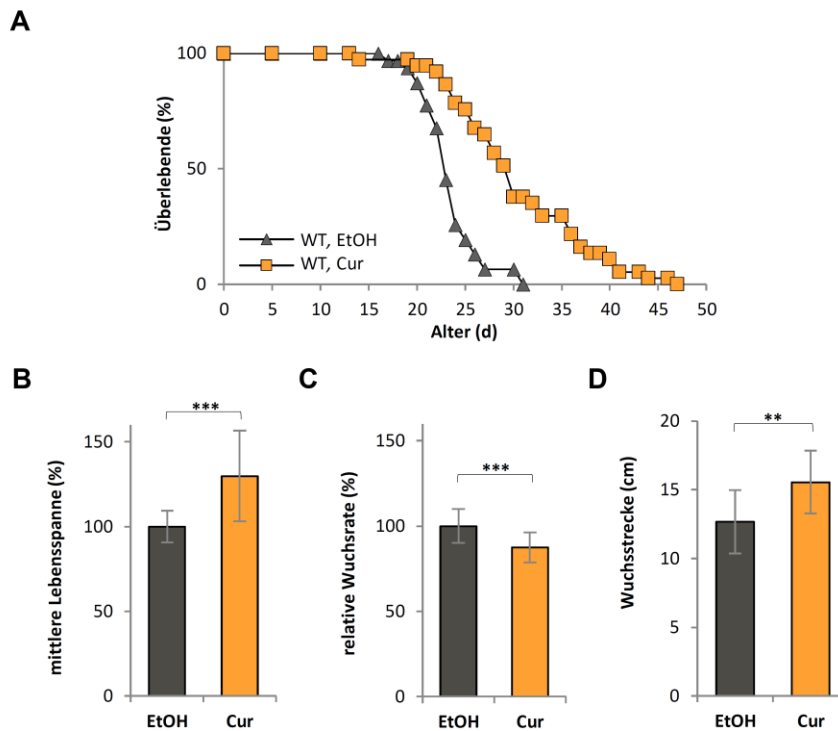 A
Überlebende (%)
100
50
0
WT, EtOH
WT, Cur
0 5 10 15 20 25 30 35 40 45 50
Alter (d)
B
mittlere Lebensspanne (%)
150
100
50
0
***
EtOH Cur
C
relative Wuchsrate (%)
150
100
50
0
***
EtOH Cur
D
Wuchsstrecke (cm)
20
15
10
5
0
**
EtOH Cur